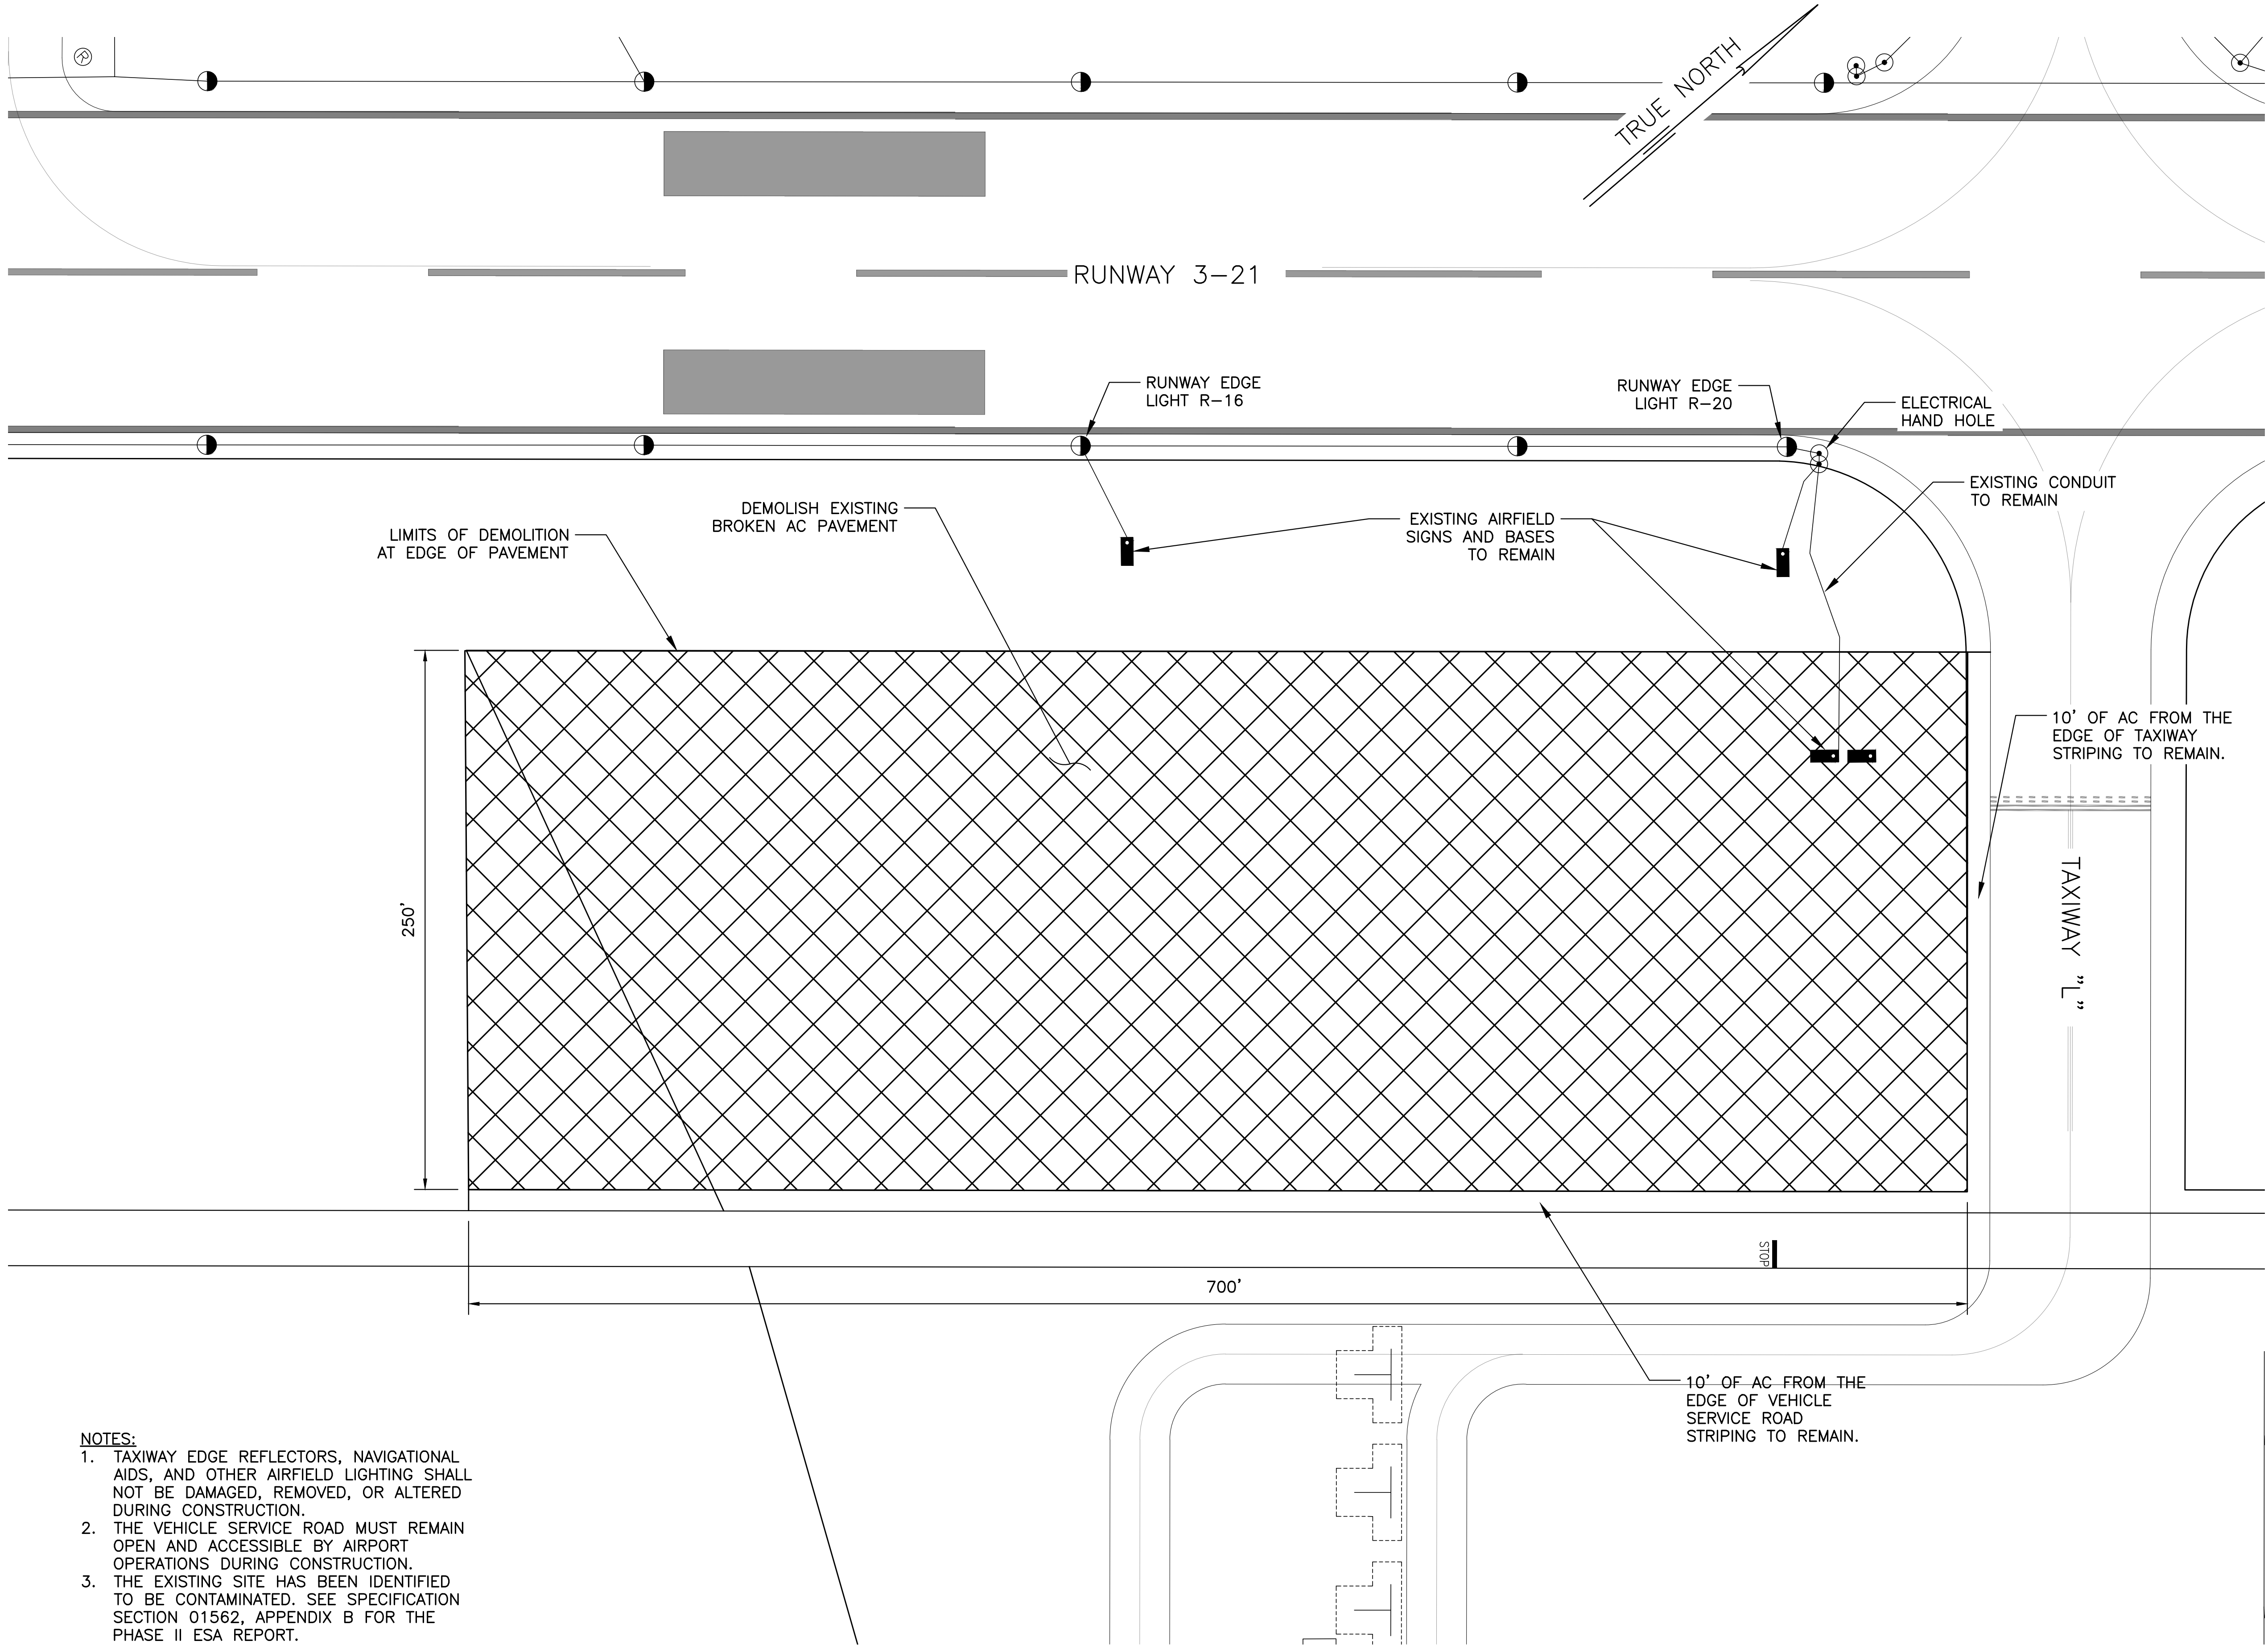 R
TRUE NORTH
RUNWAY 3-21
RUNWAY EDGE
LIGHT R-16
RUNWAY EDGE
LIGHT R-20
ELECTRICAL
HAND HOLE
EXISTING CONDUIT
TO REMAIN
DEMOLISH EXISTING
BROKEN AC PAVEMENT
LIMITS OF DEMOLITION
AT EDGE OF PAVEMENT
EXISTING AIRFIELD
SIGNS AND BASES
TO REMAIN
10' OF AC FROM THE
EDGE OF TAXIWAY
STRIPING TO REMAIN.
250'
TAXIWAY "L"
STOP
700'
10' OF AC FROM THE
EDGE OF VEHICLE
SERVICE ROAD
STRIPING TO REMAIN.
NOTES:
1. TAXIWAY EDGE REFLECTORS, NAVIGATIONAL
AIDS, AND OTHER AIRFIELD LIGHTING SHALL
NOT BE DAMAGED, REMOVED, OR ALTERED
DURING CONSTRUCTION.
2. THE VEHICLE SERVICE ROAD MUST REMAIN
OPEN AND ACCESSIBLE BY AIRPORT
OPERATIONS DURING CONSTRUCTION.
3. THE EXISTING SITE HAS BEEN IDENTIFIED
TO BE CONTAMINATED. SEE SPECIFICATION
SECTION 01562, APPENDIX B FOR THE
PHASE II ESA REPORT.